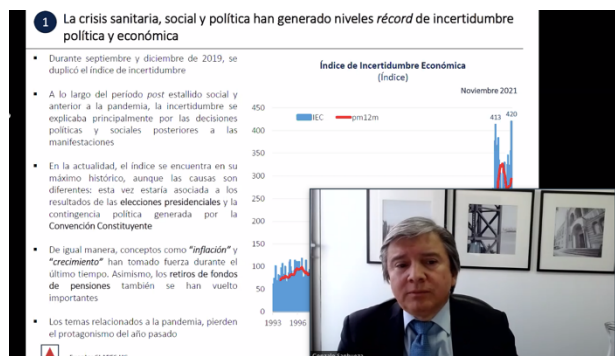 1
La crisis sanitaria, social y política han generado niveles récord de incertidumbre
política y económica
Durante septiembre y diciembre de 2019, se
duplicó el índice de incertidumbre
A lo largo del período post estallido social y
anterior a la pandemia, la incertidumbre se
explicaba principalmente por las decisiones
políticas y sociales posteriores a las
manifestaciones
En la actualidad, el índice se encuentra en su
máximo histórico, aunque las causas son
diferentes: esta vez estaría asociada a los
resultados de las elecciones presidenciales y la
contingencia política generada por la
Convención Constituyente
De igual manera, conceptos como "inflación" y
"crecimiento" han tomado fuerza durante el
último tiempo. Asimismo, los retiros de fondos
de pensiones también se han vuelto
importantes
Los temas relacionados a la pandemia, pierden
el protagonismo del año pasado
Índice de Incertidumbre Económica
(Índice)
Noviembre 2021
IEC pm12m
413 420
450
400
350
300
250
200
150
100
50
0
1993 1996